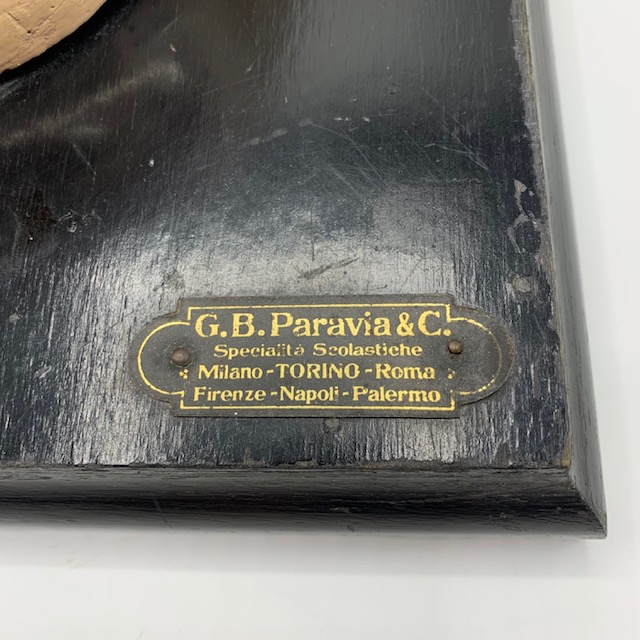 G.B.Paravia & C.
Specialità Scolastiche
Milano - TORINO - Roma
Firenze - Napoli - Palermo